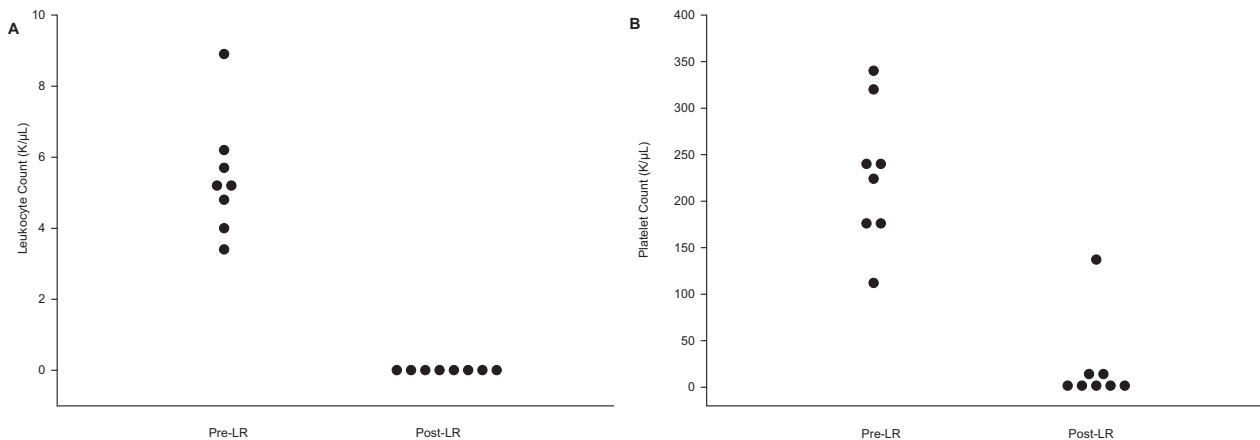 A
Leukocyte Count (K/µL)
10
8
6
4
2
0
Pre-LR
Post-LR
B
Platelet Count (K/µL)
400
350
300
250
200
150
100
50
0
Pre-LR
Post-LR